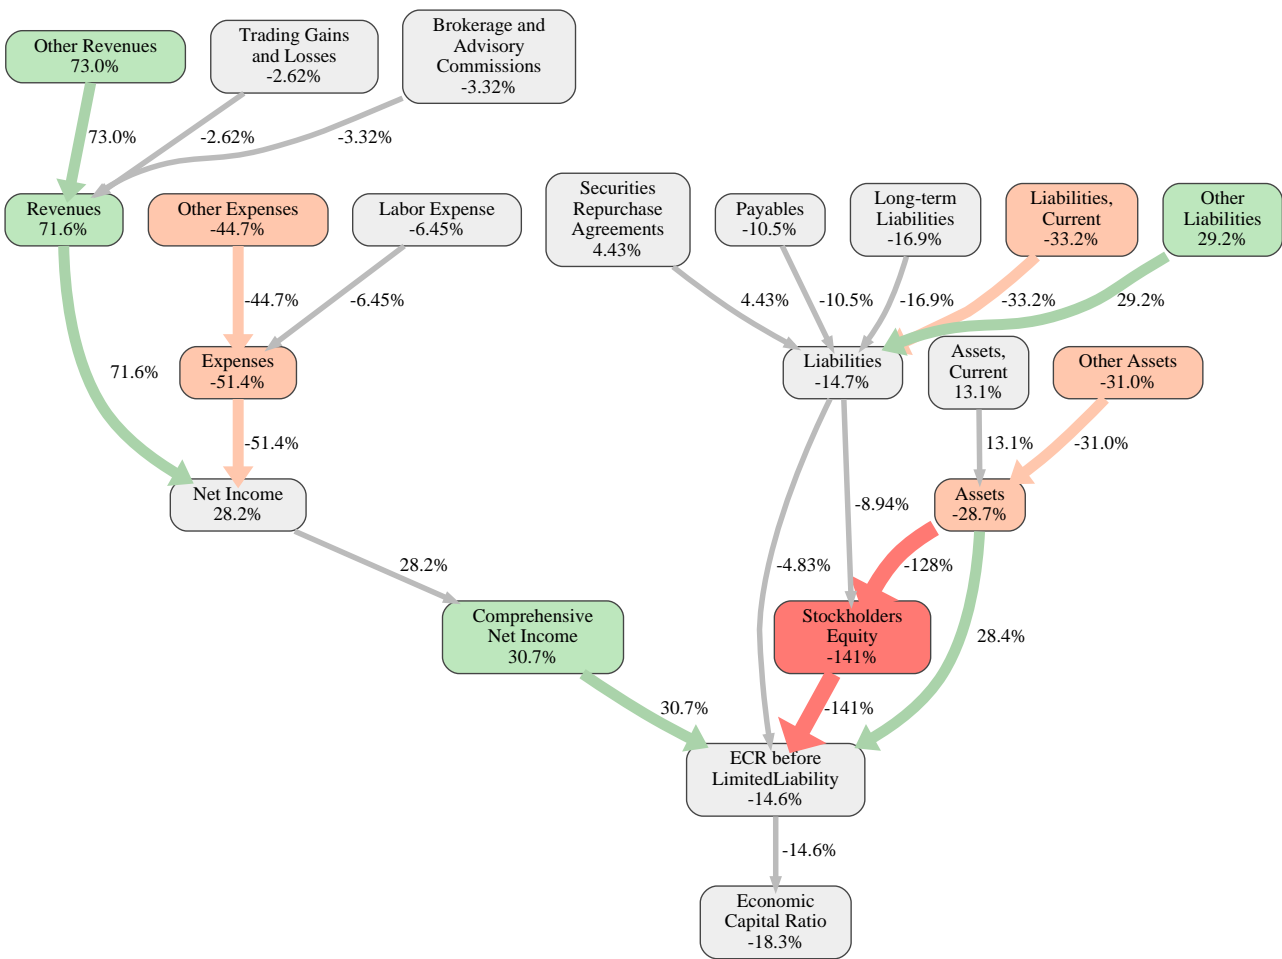 Other Revenues
73.0%
Trading Gains
and Losses
-2.62%
Brokerage and
Advisory
Commissions
-3.32%
73.0%
-2.62%
-3.32%
Revenues
71.6%
Other Expenses
-44.7%
Labor Expense
-6.45%
Securities
Repurchase
Agreements
4.43%
Payables
-10.5%
Long-term
Liabilities
-16.9%
Liabilities,
Current
-33.2%
Other
Liabilities
29.2%
-44.7%
-6.45%
4.43%
-10.5%
-16.9%
-33.2%
29.2%
71.6%
Expenses
-51.4%
Liabilities
-14.7%
Assets,
Current
13.1%
Other Assets
-31.0%
-51.4%
13.1%
-31.0%
Net Income
28.2%
-8.94%
Assets
-28.7%
28.2%
-4.83%
-128%
Comprehensive
Net Income
30.7%
Stockholders
Equity
-141%
28.4%
30.7%
-141%
ECR before
LimitedLiability
-14.6%
-14.6%
Economic
Capital Ratio
-18.3%